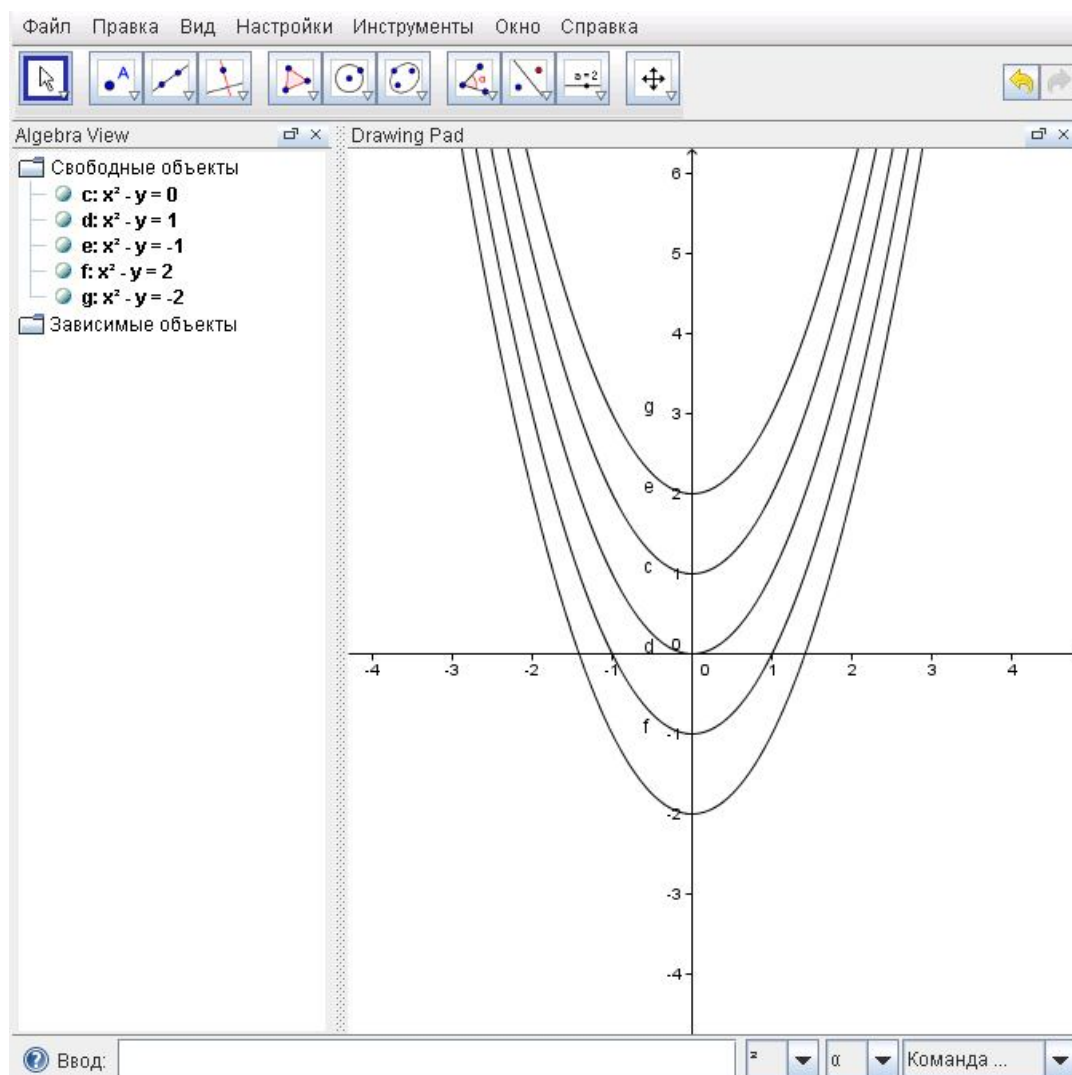 Файл Правка Вид Настройки Инструменты Окно Справка
A α a=2
Algebra View
Свободные объекты
c: x² - y = 0
d: x² - y = 1
e: x² - y = -1
f: x² - y = 2
g: x² - y = -2
Зависимые объекты
Drawing Pad
6
5
4
g 3
e 2
c 1
d 0
-4 -3 -2 -1 0 1 2 3 4
f -1
-2
-3
-4
Ввод: ² α Команда ...